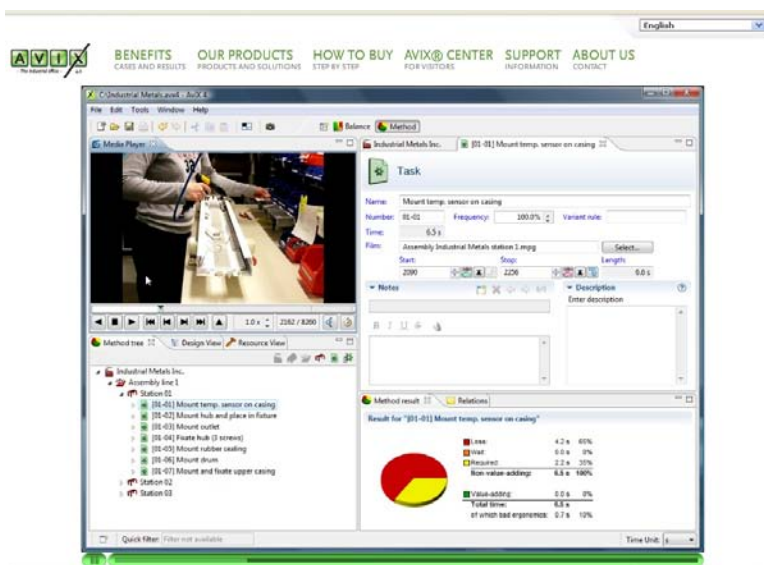 English
AVIX
BENEFITS
CASES AND RESULTS
OUR PRODUCTS
PRODUCTS AND SOLUTIONS
HOW TO BUY
STEP BY STEP
AVIX® CENTER
FOR VISITORS
SUPPORT
INFORMATION
ABOUT US
CONTACT
C:\Industrial Metals.avx4 - AviX 4
File Edit Tools Window Help
Balance Method
Media Player
1.0 x 2162 / 8260
Method tree Design View Resource View
Industrial Metals Inc.
Assembly line 1
Station 01
[01-01] Mount temp. sensor on casing
[01-02] Mount hub and place in fixture
[01-03] Mount outlet
[01-04] Fixate hub (3 screws)
[01-05] Mount rubber sealing
[01-06] Mount drum
[01-07] Mount and fixate upper casing
Station 02
Station 03
Quick filter: Filter not available
Industrial Metals Inc. [01-01] Mount temp. sensor on casing
Task
Name: Mount temp. sensor on casing
Number: 01-01 Frequency: 100.0% Variant rule:
Time: 6.5 s
Film: Assembly Industrial Metals station 1.mpg Select...
Start: Stop: Length:
2090 2256 6.6 s
Notes
B I U S
Description
Enter description
Method result Relations
Result for "[01-01] Mount temp. sensor on casing"
Loss: 4.2 s 65%
Wait: 0.0 s 0%
Required: 2.2 s 35%
Non value-adding: 6.5 s 100%
Value-adding: 0.0 s 0%
Total time: 6.5 s
of which bad ergonomics: 0.7 s 10%
Time Unit: s